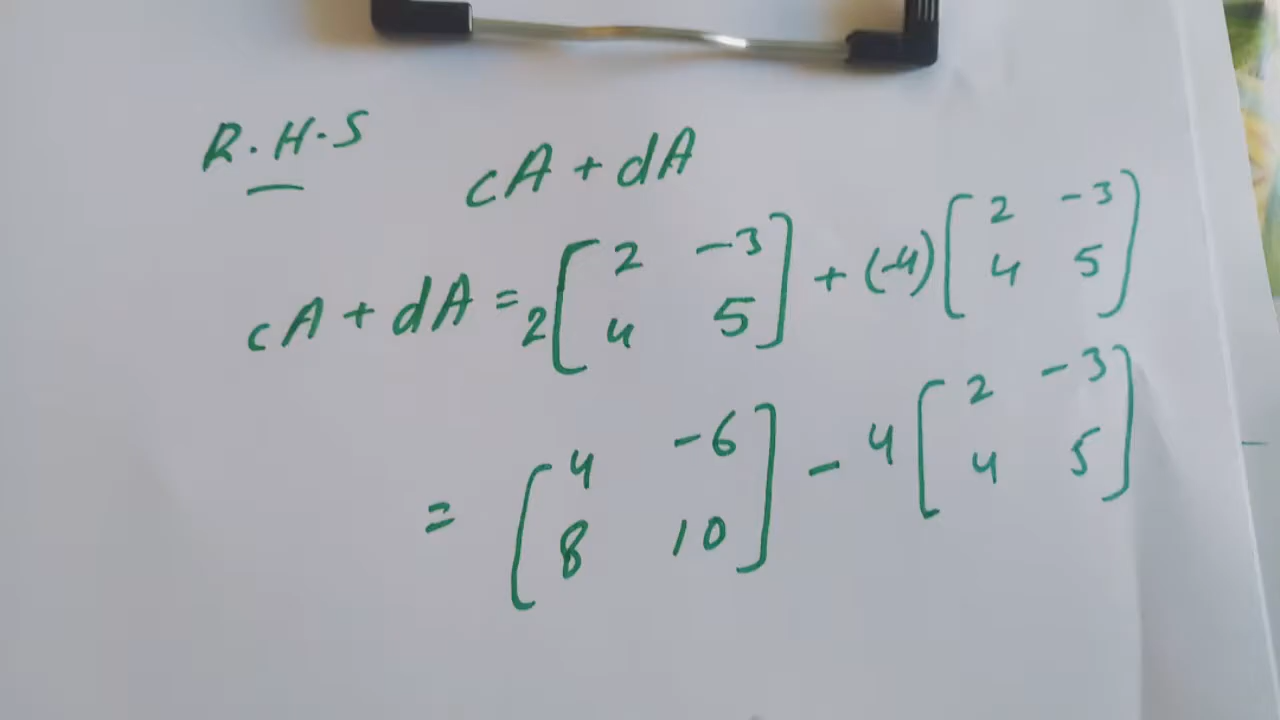 R.H.S
cA + dA
cA + dA = 2 [ 2 -3 ; 4 5 ] + (-4) [ 2 -3 ; 4 5 ]
= [ 4 -6 ; 8 10 ] - 4 [ 2 -3 ; 4 5 ]